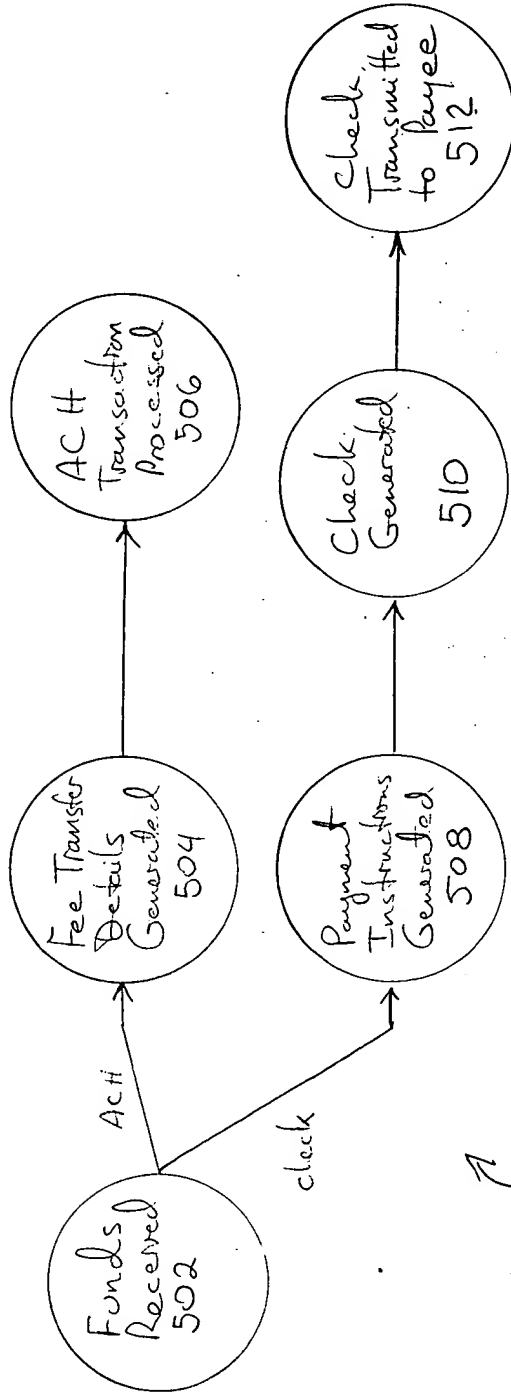 Funds
Received
502
ACH
check
Fee Transfer
Details
Generated
504
ACH
Transaction
Processed
506
Payment
Instructions
Generated
508
Check
Generated
510
Check
Transmitted
to Payee
512